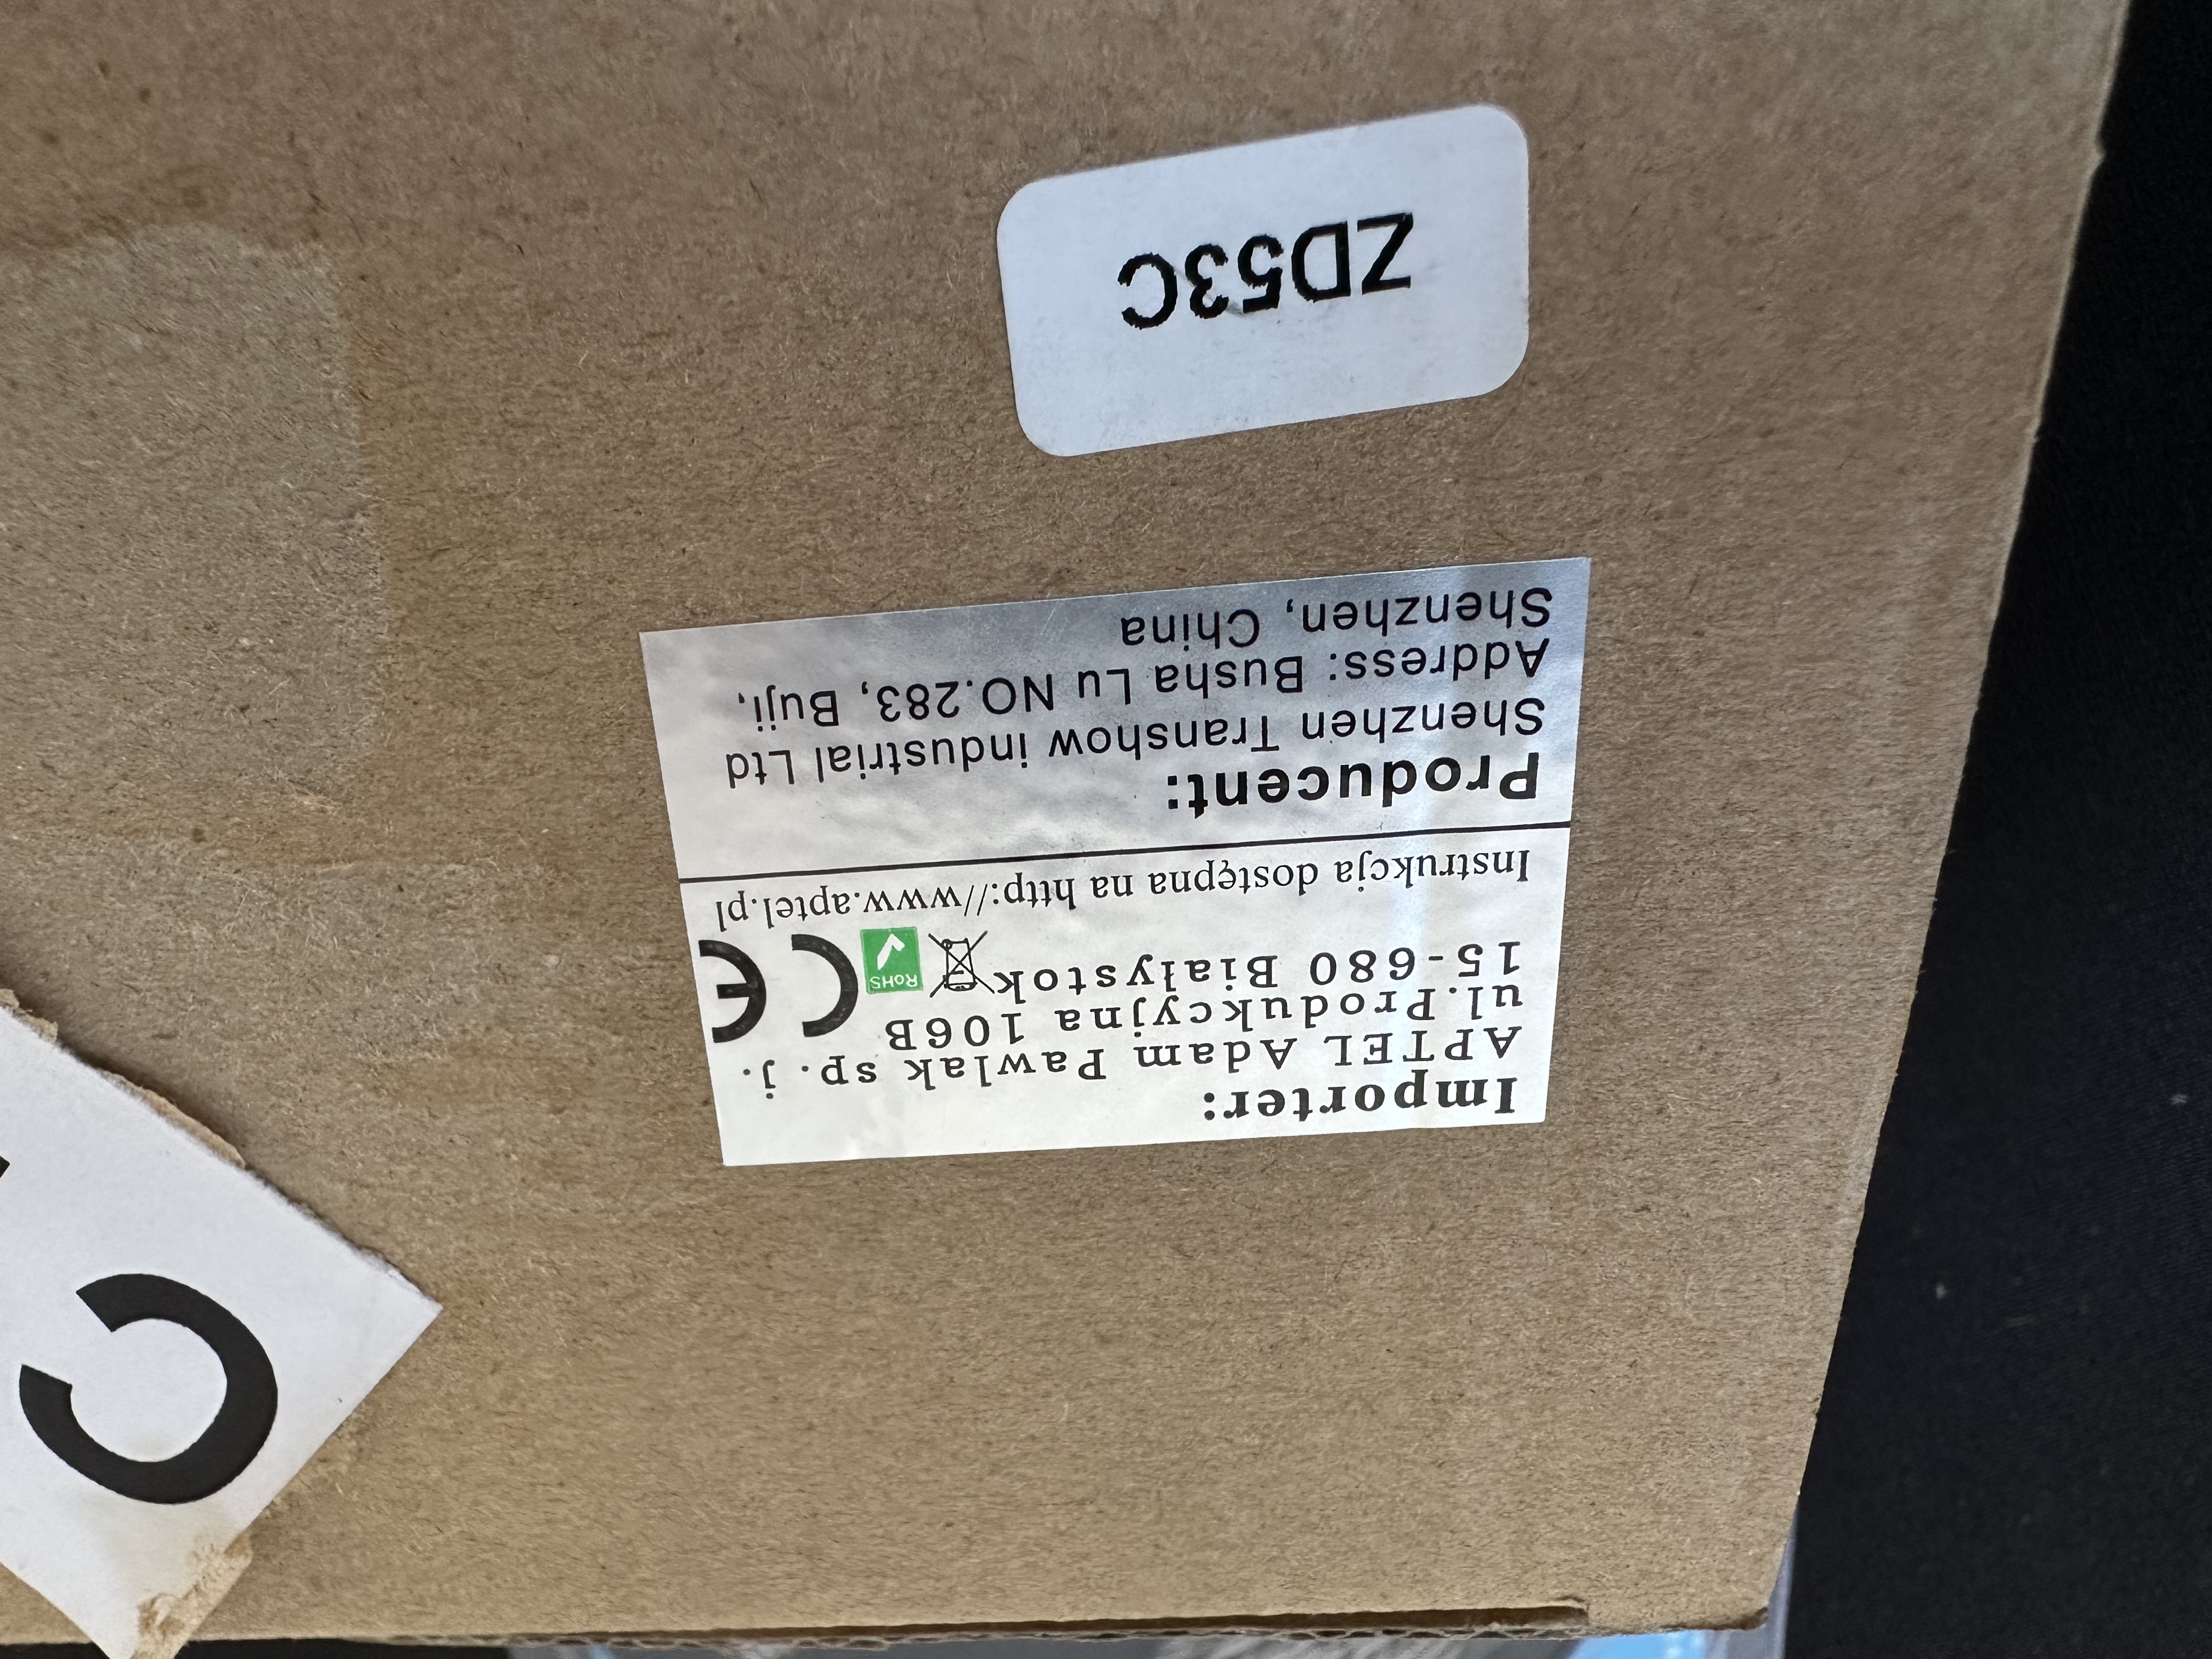 Importer:
APTEL Adam Pawlak sp. j.
ul.Produkcyjna 106B
15-680 Białystok
RoHS
CE
Instrukcja dostępna na http://www.aptel.pl
Producent:
Shenzhen Transhow industrial Ltd
Address: Busha Lu NO.283, Buji,
Shenzhen, China
ZD53C
C